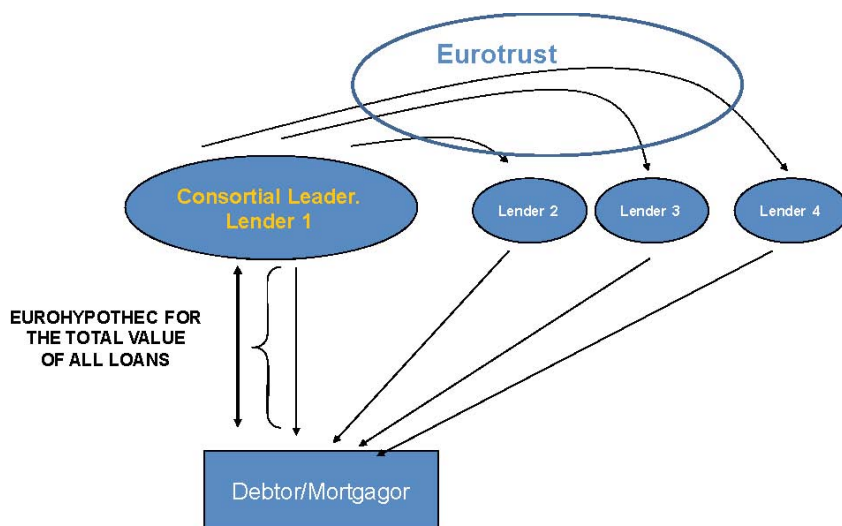 Eurotrust
Consortial Leader.
Lender 1
Lender 2
Lender 3
Lender 4
EUROHYPOTHEC FOR
THE TOTAL VALUE
OF ALL LOANS
Debtor/Mortgagor